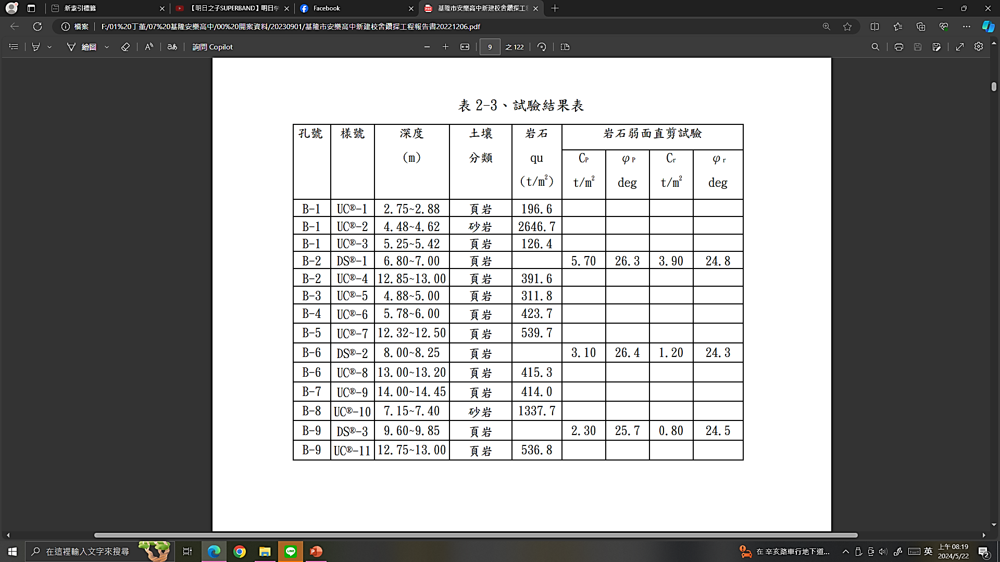 新索引標籤
【明日之子SUPERBAND】明日
Facebook
基隆市安樂高中新建校舍鑽探工
檔案
F:/01%20丁董/07%20基隆安樂高中/00%20開案資料/20230901/基隆市安樂高中新建校舍鑽探工程報告書20221206.pdf
繪圖
aあ
詢問 Copilot
9 之 122
表 2-3、試驗結果表
孔號 樣號 深度 (m) 土壤 分類 岩石 qu (t/m²) 岩石弱面直剪試驗
CP t/m² φP deg Cr t/m² φr deg
B-1 UC®-1 2.75~2.88 頁岩 196.6
B-1 UC®-2 4.48~4.62 砂岩 2646.7
B-1 UC®-3 5.25~5.42 頁岩 126.4
B-2 DS®-1 6.80~7.00 頁岩 5.70 26.3 3.90 24.8
B-2 UC®-4 12.85~13.00 頁岩 391.6
B-3 UC®-5 4.88~5.00 頁岩 311.8
B-4 UC®-6 5.78~6.00 頁岩 423.7
B-5 UC®-7 12.32~12.50 頁岩 539.7
B-6 DS®-2 8.00~8.25 頁岩 3.10 26.4 1.20 24.3
B-6 UC®-8 13.00~13.20 頁岩 415.3
B-7 UC®-9 14.00~14.45 頁岩 414.0
B-8 UC®-10 7.15~7.40 砂岩 1337.7
B-9 DS®-3 9.60~9.85 頁岩 2.30 25.7 0.80 24.5
B-9 UC®-11 12.75~13.00 頁岩 536.8
在這裡輸入文字來搜尋
LINE
在 辛亥路車行地下道...
英
上午 08:19
2024/5/22
2